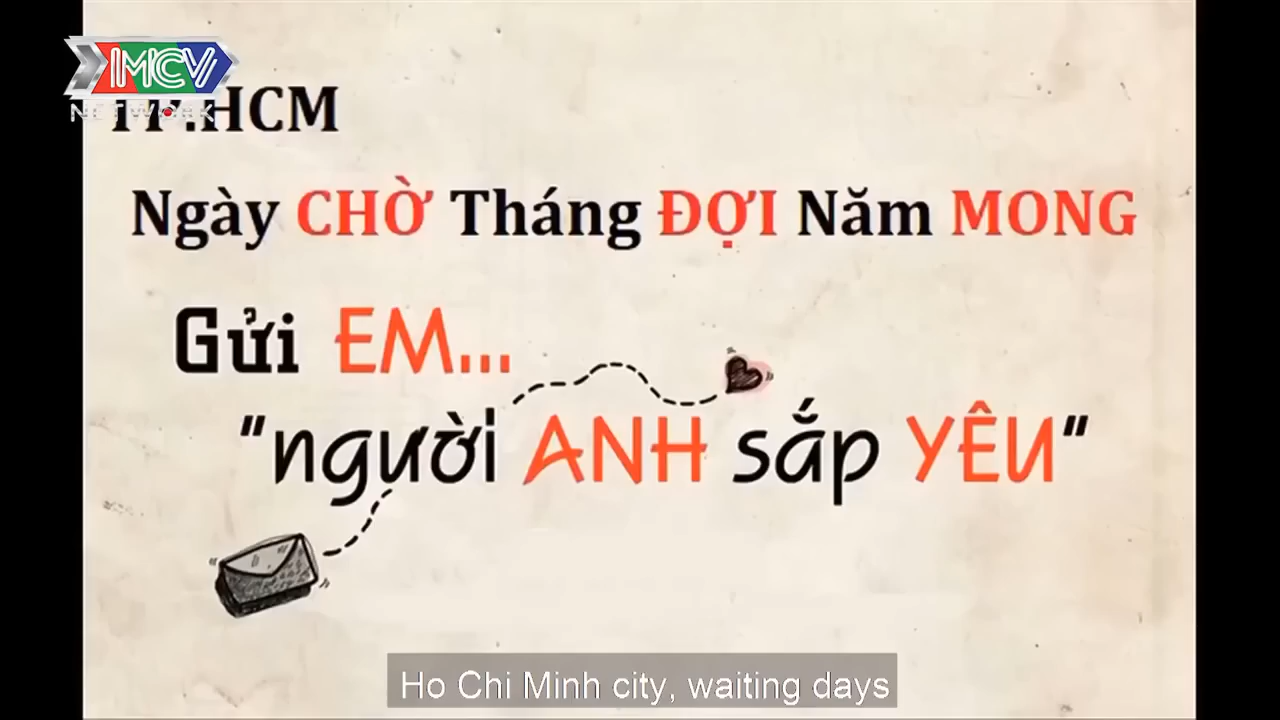 MCV
NETWORK
TP.HCM
Ngày CHỜ Tháng ĐỢI Năm MONG
Gửi EM...
"người ANH sắp YÊU"
Ho Chi Minh city, waiting days